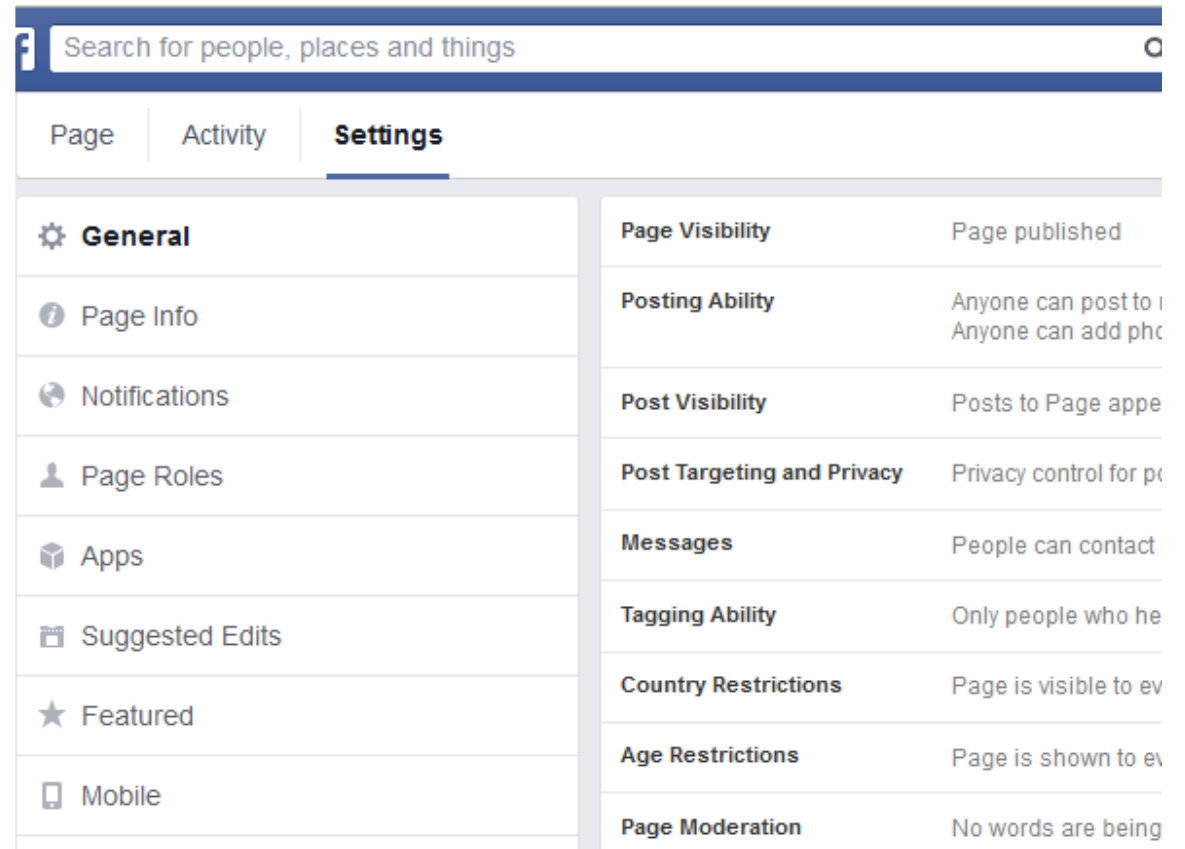 f Search for people, places and things
Page Activity Settings
General
Page Info
Notifications
Page Roles
Apps
Suggested Edits
Featured
Mobile
Page Visibility Page published
Posting Ability Anyone can post to
Anyone can add
Post Visibility Posts to Page
Post Targeting and Privacy Privacy control for
Messages People can contact
Tagging Ability Only people who
Country Restrictions Page is visible to
Age Restrictions Page is shown to
Page Moderation No words are being